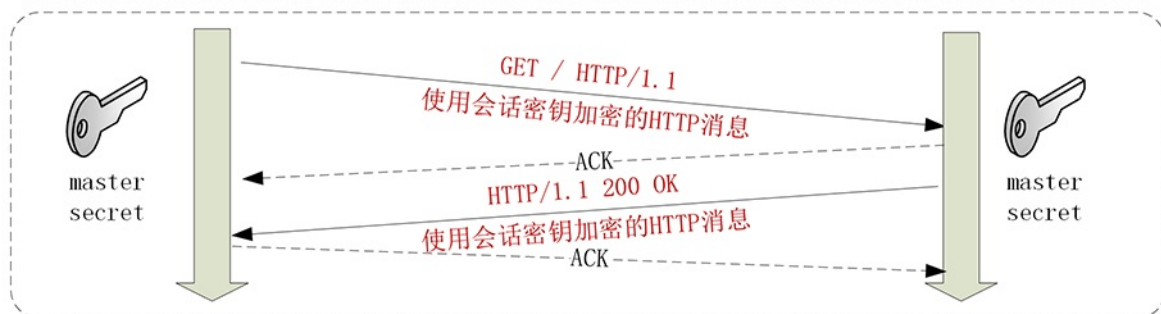 GET / HTTP/1.1
使用会话密钥加密的HTTP消息
ACK
master
secret
master
secret
HTTP/1.1 200 OK
使用会话密钥加密的HTTP消息
ACK